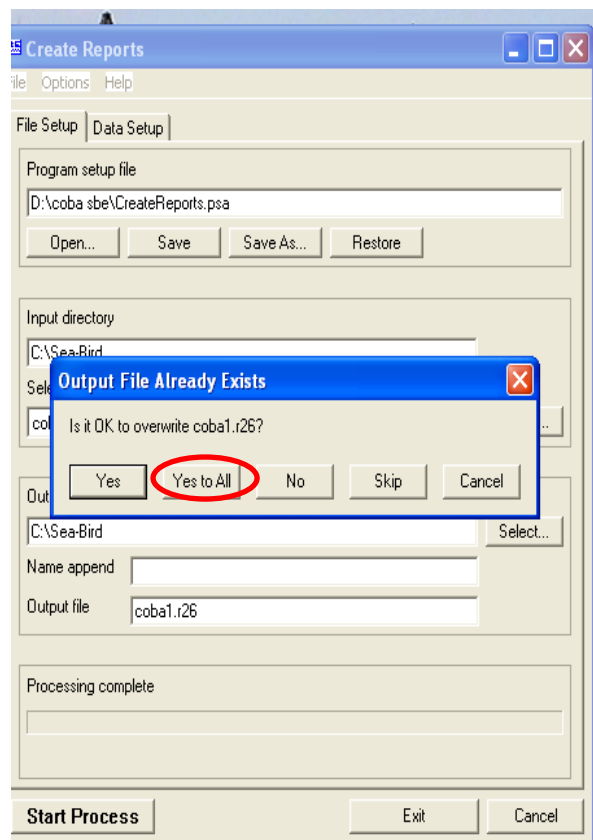 Create Reports
File Options Help
File Setup Data Setup
Program setup file
D:\coba sbe\CreateReports.psa
Open... Save Save As... Restore
Input directory
C:\Sea-Bird
Output File Already Exists
Is it OK to overwrite coba1.r26?
Yes Yes to All No Skip Cancel
C:\Sea-Bird Select...
Name append
Output file coba1.r26
Processing complete
Start Process Exit Cancel